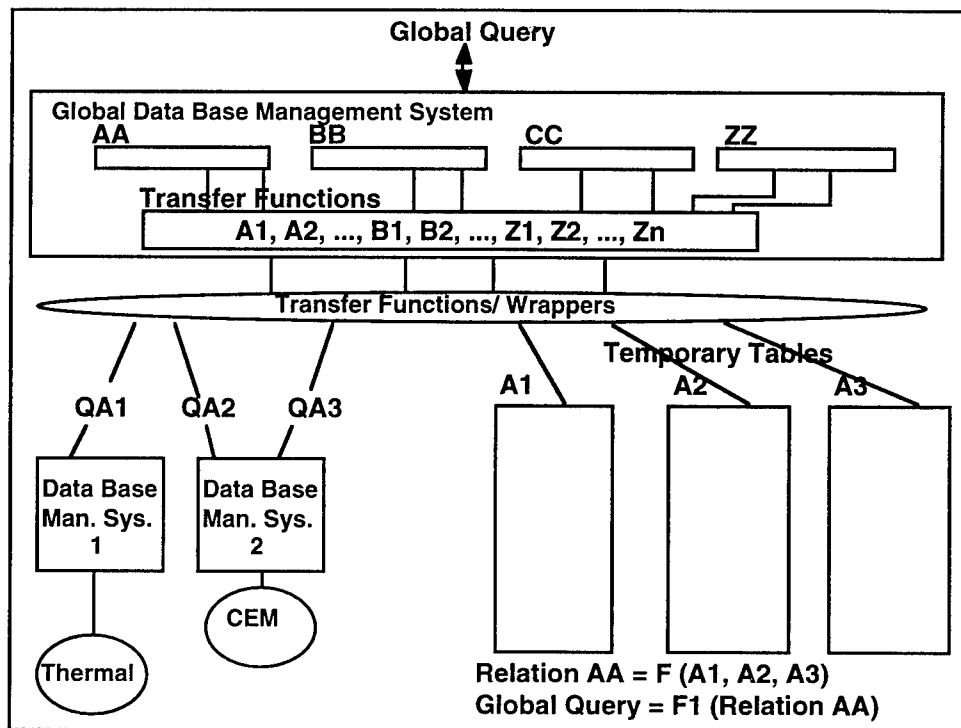 Global Query
Global Data Base Management System
AA
BB
CC
ZZ
Transfer Functions
A1, A2, ..., B1, B2, ..., Z1, Z2, ..., Zn
Transfer Functions/ Wrappers
Temporary Tables
A1
A2
A3
QA1
QA2
QA3
Data Base
Man. Sys.
1
Data Base
Man. Sys.
2
CEM
Thermal
Relation AA = F (A1, A2, A3)
Global Query = F1 (Relation AA)